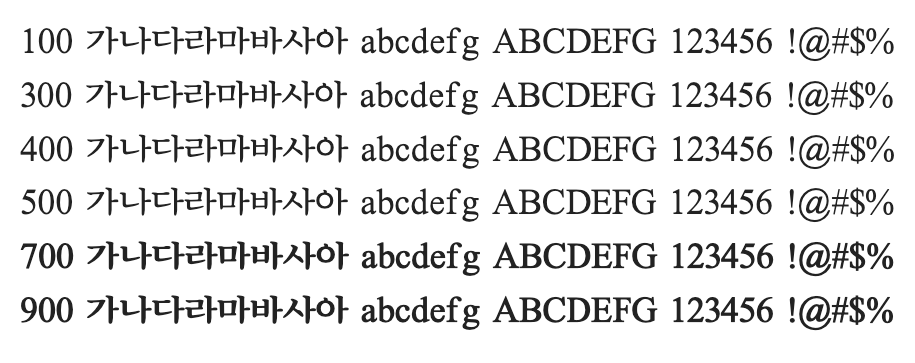 100 가나다라마바사아 abcdefg ABCDEFG 123456 !@#$%
300 가나다라마바사아 abcdefg ABCDEFG 123456 !@#$%
400 가나다라마바사아 abcdefg ABCDEFG 123456 !@#$%
500 가나다라마바사아 abcdefg ABCDEFG 123456 !@#$%
700 가나다라마바사아 abcdefg ABCDEFG 123456 !@#$%
900 가나다라마바사아 abcdefg ABCDEFG 123456 !@#$%